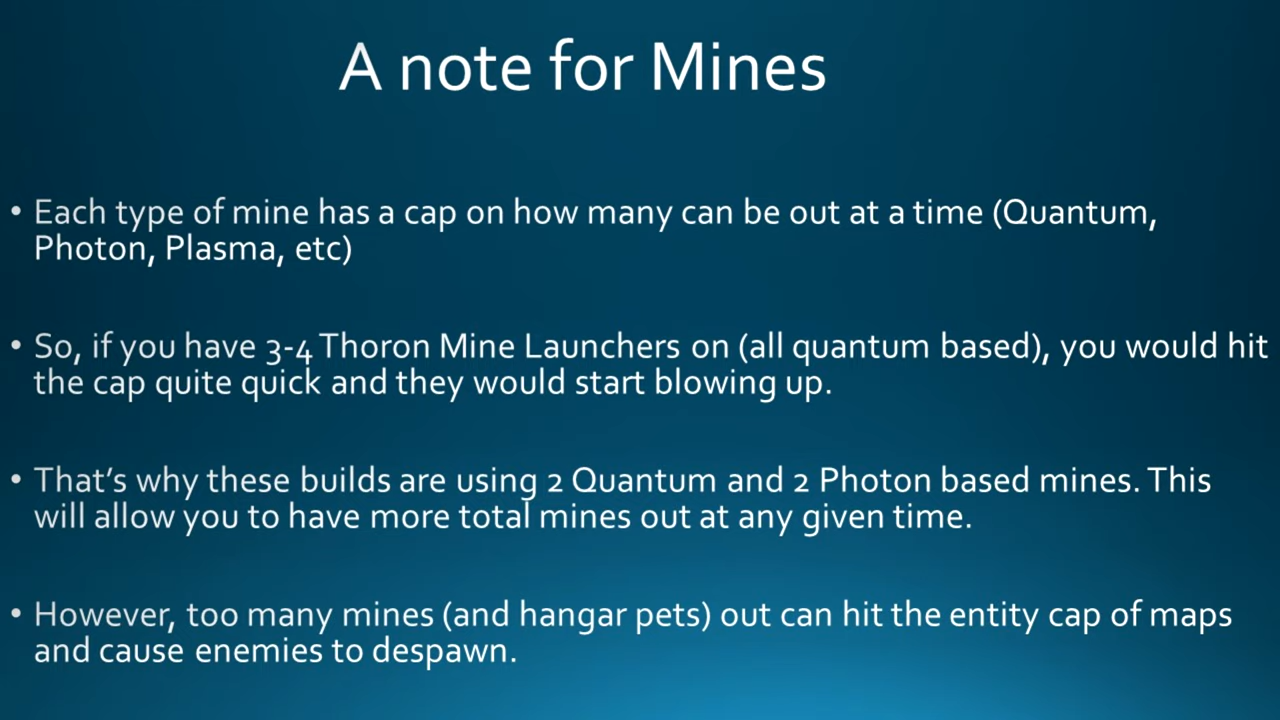 A note for Mines
• Each type of mine has a cap on how many can be out at a time (Quantum,
Photon, Plasma, etc)
• So, if you have 3-4 Thoron Mine Launchers on (all quantum based), you would hit
the cap quite quick and they would start blowing up.
• That’s why these builds are using 2 Quantum and 2 Photon based mines. This
will allow you to have more total mines out at any given time.
• However, too many mines (and hangar pets) out can hit the entity cap of maps
and cause enemies to despawn.